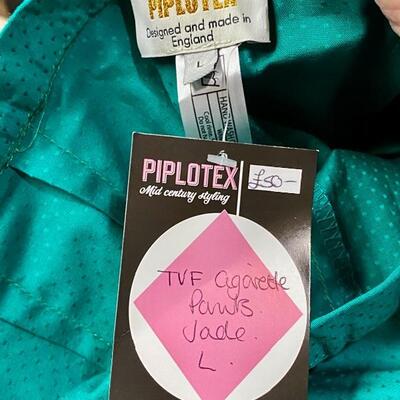 PIPLOTEX
Designed and made in
England
L
PIPLOTEX
Mid century styling
£50-
TVF Cigarette
Pants
Jade
L.